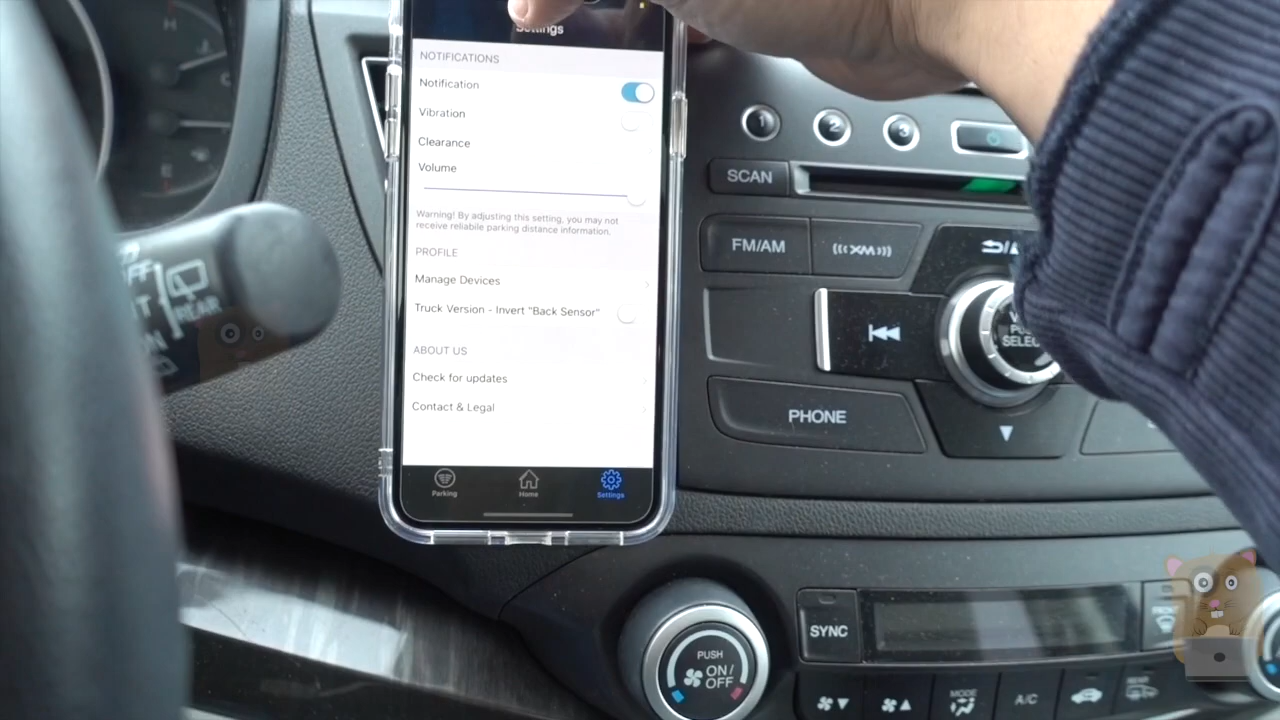 Settings
NOTIFICATIONS
Notification
Vibration
Clearance
Volume
Warning! By adjusting this setting, you may not
receive reliabile parking distance information.
PROFILE
Manage Devices
Truck Version - Invert "Back Sensor"
ABOUT US
Check for updates
Contact & Legal
Parking
Home
Settings
1
2
3
SCAN
FM/AM
(((XM)))
PHONE
REAR
H
E
PUSH
ON/
OFF
SYNC
MODE
A/C